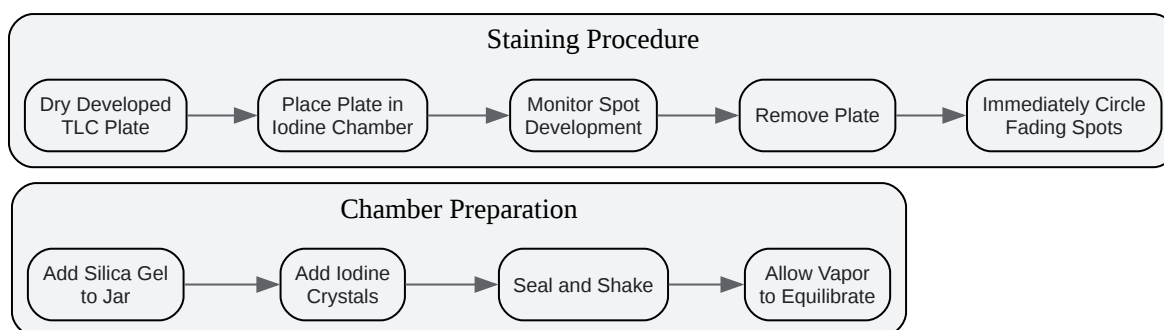 Staining Procedure
Dry Developed
TLC Plate
Place Plate in
Iodine Chamber
Monitor Spot
Development
Remove Plate
Immediately Circle
Fading Spots
Chamber Preparation
Add Silica Gel
to Jar
Add Iodine
Crystals
Seal and Shake
Allow Vapor
to Equilibrate